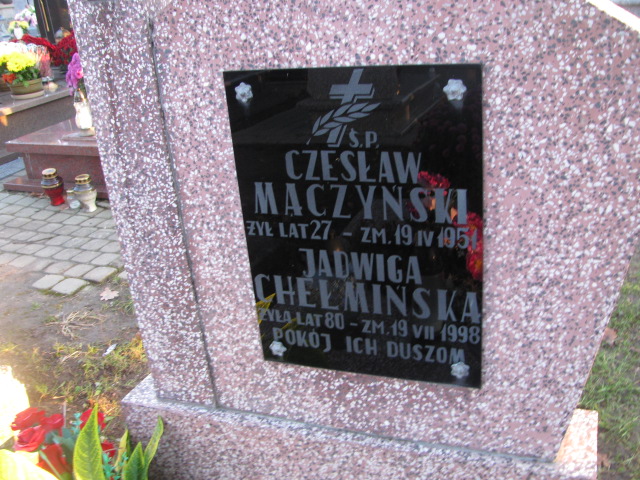 Ś.P.
CZESŁAW
MĄCZYŃSKI
ŻYŁ LAT 27 - ZM. 19 IV 1951
JADWIGA
CHEŁMIŃSKA
ŻYŁA LAT 80 - ZM. 19 VII 1998
POKÓJ ICH DUSZOM